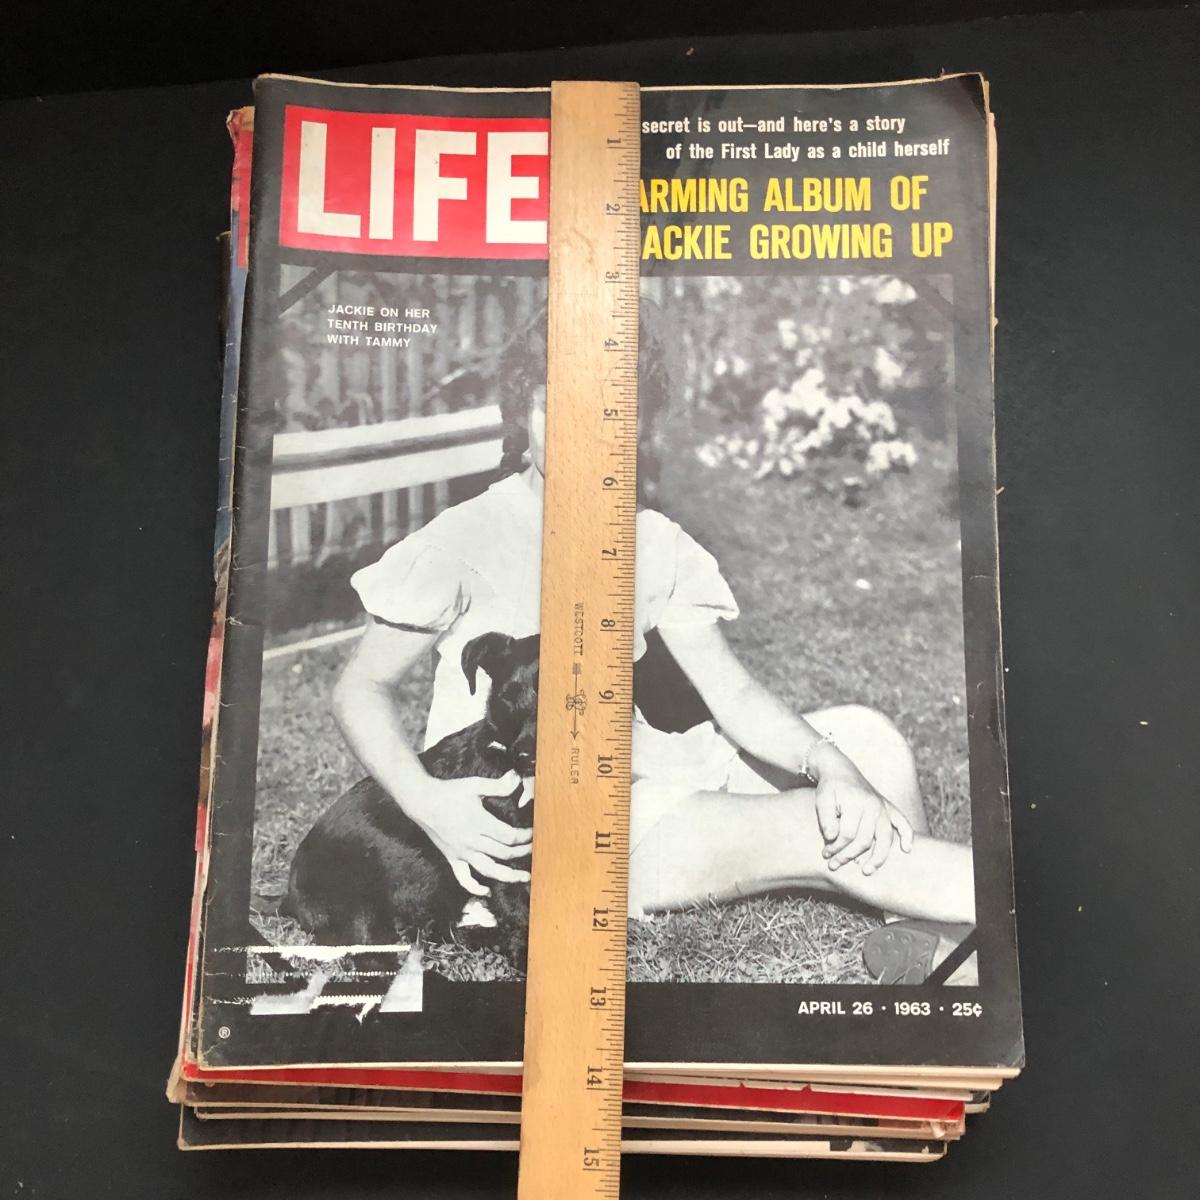 LIFE
secret is out—and here's a story
of the First Lady as a child herself
ARMING ALBUM OF
ACKIE GROWING UP
JACKIE ON HER
TENTH BIRTHDAY
WITH TAMMY
1
2
3
4
5
6
7
8
9
10
11
12
13
14
15
WESTCOTT RULER
APRIL 26 · 1963 · 25¢
®